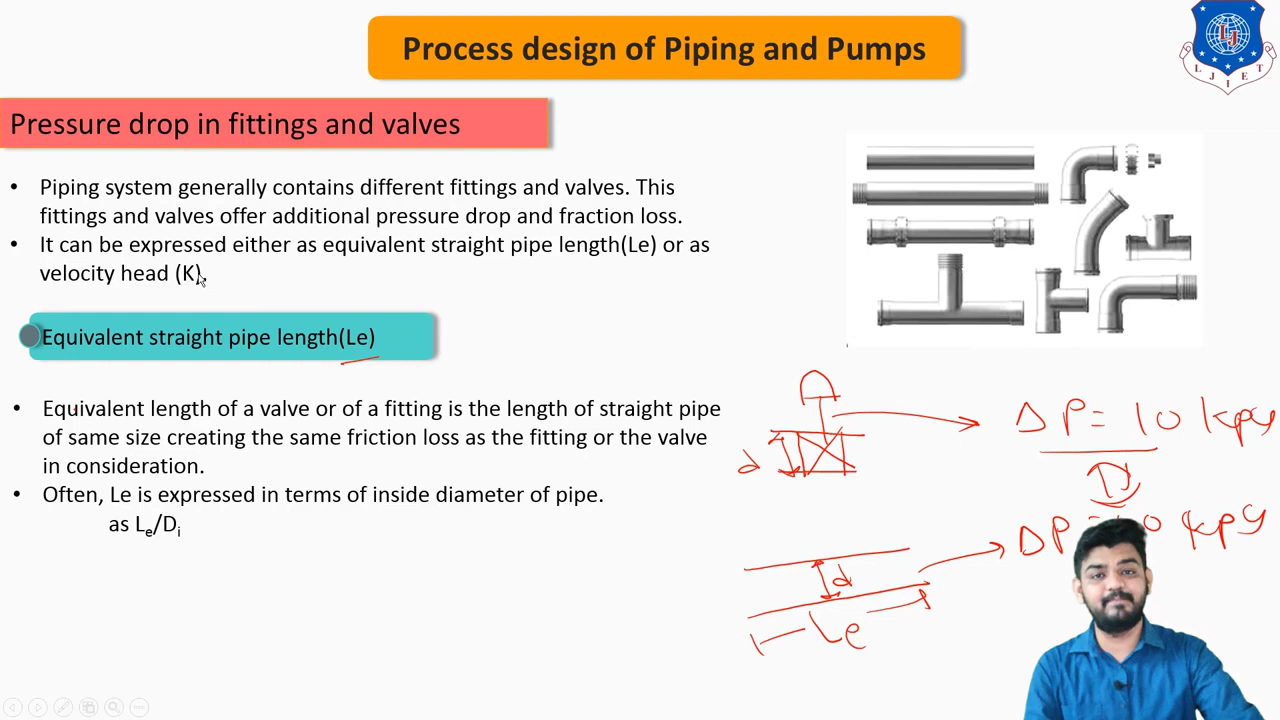 Process design of Piping and Pumps
LJIET
Pressure drop in fittings and valves
• Piping system generally contains different fittings and valves. This
fittings and valves offer additional pressure drop and fraction loss.
• It can be expressed either as equivalent straight pipe length(Le) or as
velocity head (K).
Equivalent straight pipe length(Le)
• Equivalent length of a valve or of a fitting is the length of straight pipe
of same size creating the same friction loss as the fitting or the valve
in consideration.
• Often, Le is expressed in terms of inside diameter of pipe.
as Le/Di
ΔP = 10 kpa
d
ΔP = 10 kpa
d
Le